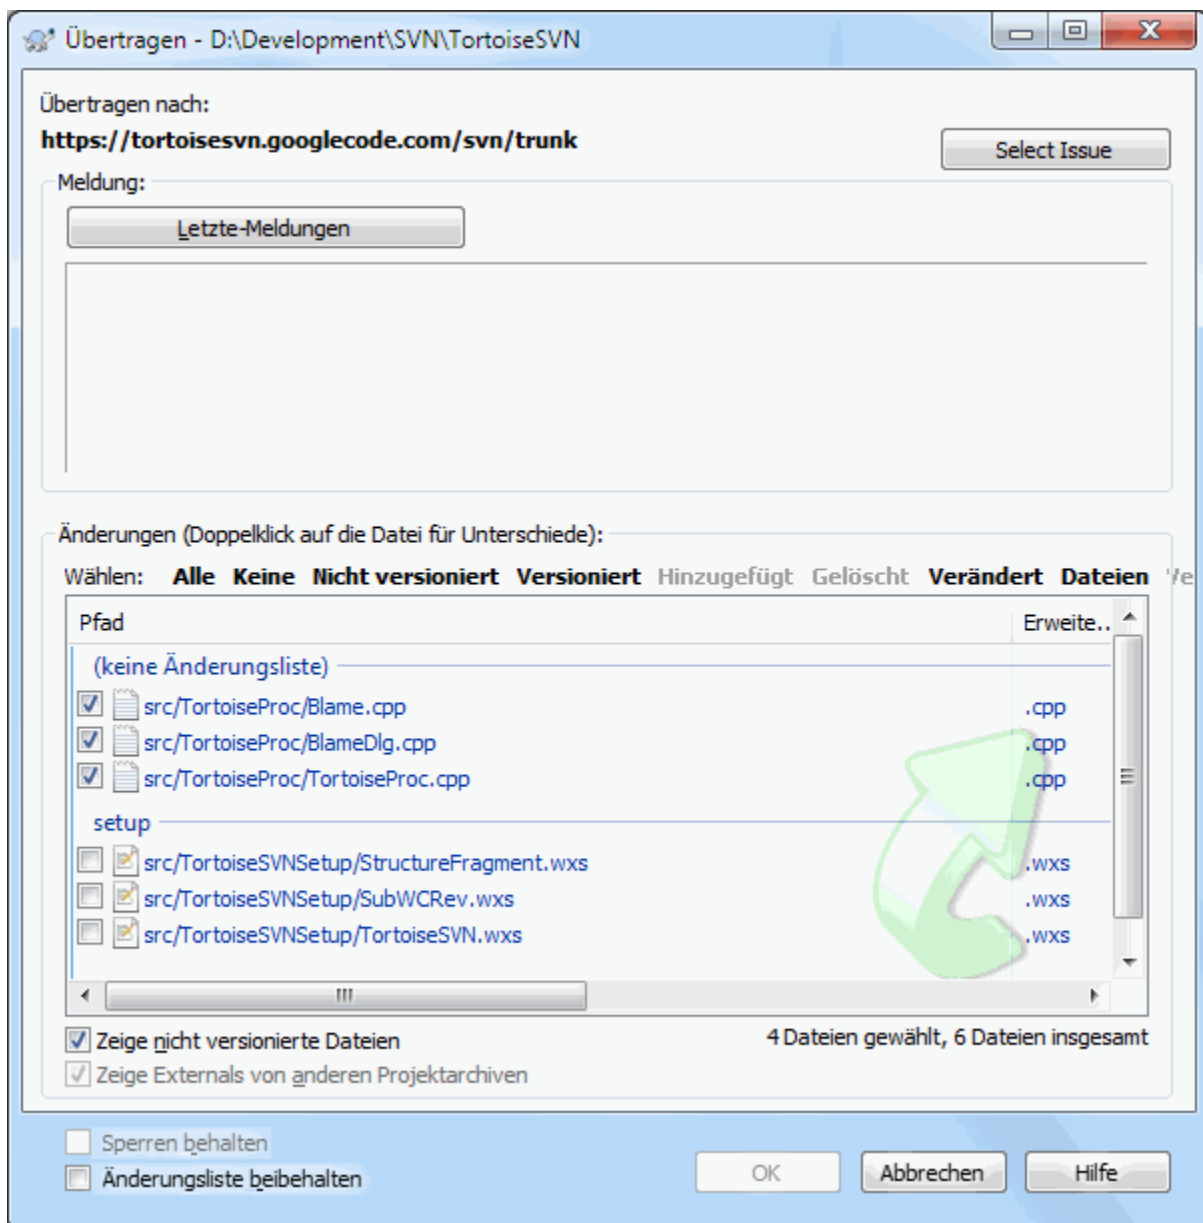 Übertragen - D:\Development\SVN\TortoiseSVN
Übertragen nach:
https://tortoisesvn.googlecode.com/svn/trunk
Select Issue
Meldung:
Letzte-Meldungen
Änderungen (Doppelklick auf die Datei für Unterschiede):
Wählen: Alle Keine Nicht versioniert Versioniert Hinzugefügt Gelöscht Verändert Dateien
Pfad Erweite..
(keine Änderungsliste)
src/TortoiseProc/Blame.cpp .cpp
src/TortoiseProc/BlameDlg.cpp .cpp
src/TortoiseProc/TortoiseProc.cpp .cpp
setup
src/TortoiseSVNSetup/StructureFragment.wxs .wxs
src/TortoiseSVNSetup/SubWCRev.wxs .wxs
src/TortoiseSVNSetup/TortoiseSVN.wxs .wxs
Zeige nicht versionierte Dateien 4 Dateien gewählt, 6 Dateien insgesamt
Zeige Externals von anderen Projektarchiven
Sperren behalten
Änderungsliste beibehalten
OK Abbrechen Hilfe